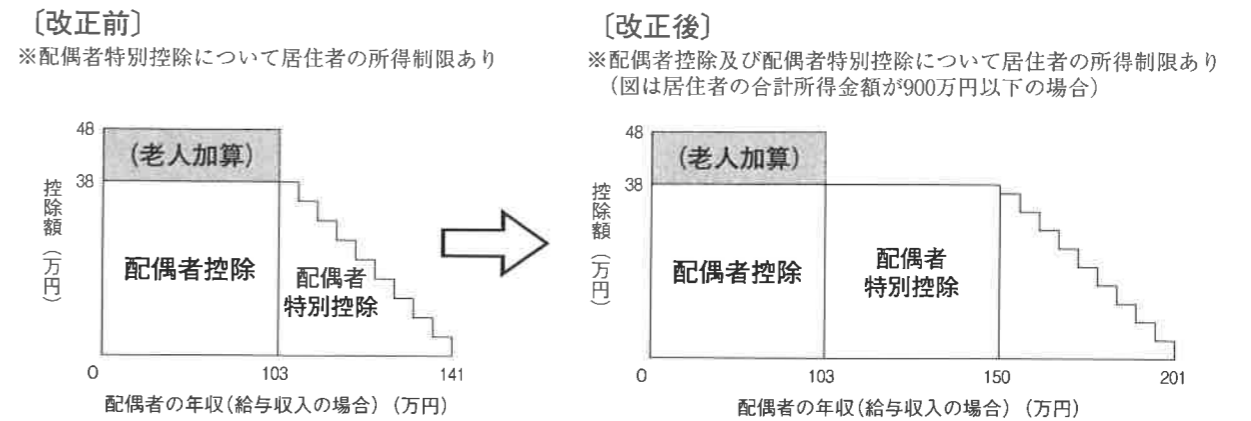 〔改正前〕
※配偶者特別控除について居住者の所得制限あり
48
(老人加算)
38
控除額(万円)
配偶者控除
配偶者
特別控除
0
103
141
配偶者の年収(給与収入の場合)(万円)
〔改正後〕
※配偶者控除及び配偶者特別控除について居住者の所得制限あり
(図は居住者の合計所得金額が900万円以下の場合)
48
(老人加算)
38
控除額(万円)
配偶者控除
配偶者
特別控除
0
103
150
201
配偶者の年収(給与収入の場合)(万円)